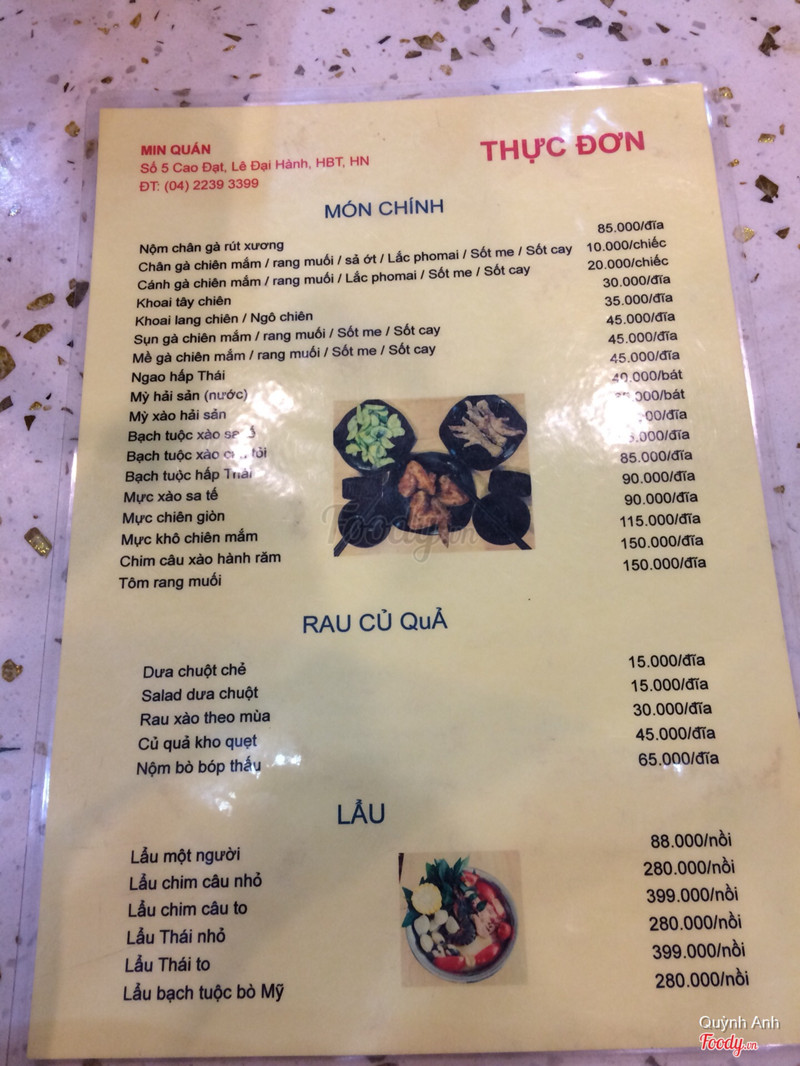 MIN QUÁN
Số 5 Cao Đạt, Lê Đại Hành, HBT, HN
ĐT: (04) 2239 3399
THỰC ĐƠN
MÓN CHÍNH
Nộm chân gà rút xương 85.000/đĩa
Chân gà chiên mắm / rang muối / sả ớt / Lắc phomai / Sốt me / Sốt cay 10.000/chiếc
Cánh gà chiên mắm / rang muối / Lắc phomai / Sốt me / Sốt cay 20.000/chiếc
Khoai tây chiên 30.000/đĩa
Khoai lang chiên / Ngô chiên 35.000/đĩa
Sụn gà chiên mắm / rang muối / Sốt me / Sốt cay 45.000/đĩa
Mề gà chiên mắm / rang muối / Sốt me / Sốt cay 45.000/đĩa
Ngao hấp Thái 45.000/đĩa
Mỳ hải sản (nước) 40.000/bát
Mỳ xào hải sản
Bạch tuộc xào sa
Bạch tuộc xào tỏi
Bạch tuộc hấp Thái 85.000/đĩa
Mực xào sa tế 90.000/đĩa
Mực chiên giòn 90.000/đĩa
Mực khô chiên mắm 115.000/đĩa
Chim câu xào hành răm 150.000/đĩa
Tôm rang muối 150.000/đĩa
Foody.vn
RAU CỦ QuẢ
Dưa chuột chẻ 15.000/đĩa
Salad dưa chuột 15.000/đĩa
Rau xào theo mùa 30.000/đĩa
Củ quả kho quẹt 45.000/đĩa
Nộm bò bóp thấu 65.000/đĩa
LẨU
Lẩu một người 88.000/nồi
Lẩu chim câu nhỏ 280.000/nồi
Lẩu chim câu to 399.000/nồi
Lẩu Thái nhỏ 280.000/nồi
Lẩu Thái to 399.000/nồi
Lẩu bạch tuộc bò Mỹ 280.000/nồi
Quỳnh Anh
Foody.vn